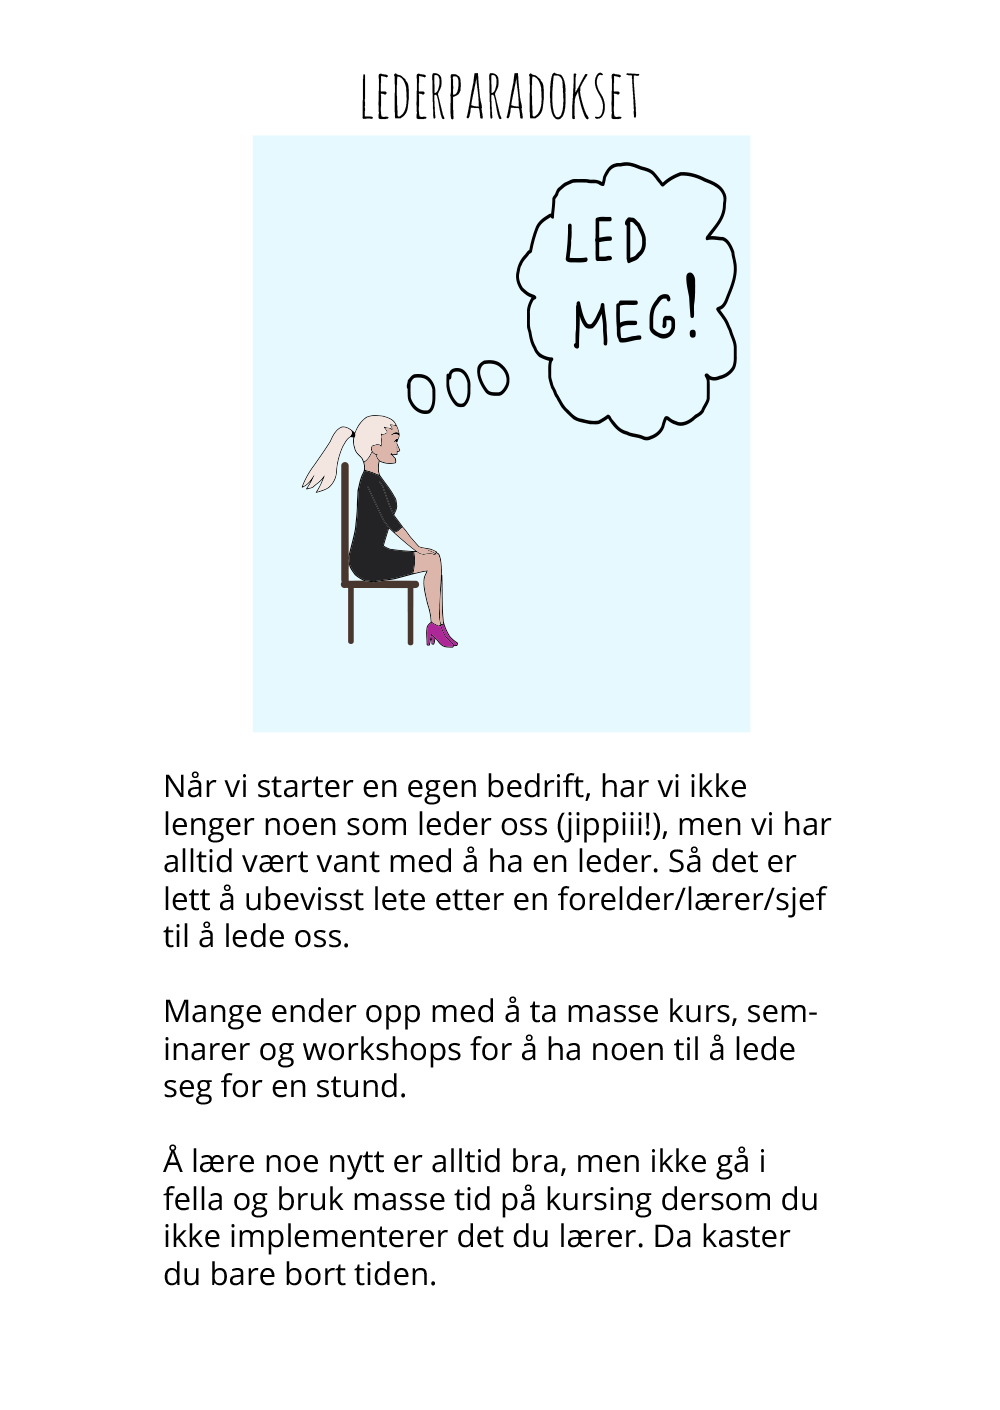 LEDERPARADOKSET
LED
MEG!
Når vi starter en egen bedrift, har vi ikke
lenger noen som leder oss (jippiii!), men vi har
alltid vært vant med å ha en leder. Så det er
lett å ubevisst lete etter en forelder/lærer/sjef
til å lede oss.
Mange ender opp med å ta masse kurs, sem-
inarer og workshops for å ha noen til å lede
seg for en stund.
Å lære noe nytt er alltid bra, men ikke gå i
fella og bruk masse tid på kursing dersom du
ikke implementerer det du lærer. Da kaster
du bare bort tiden.